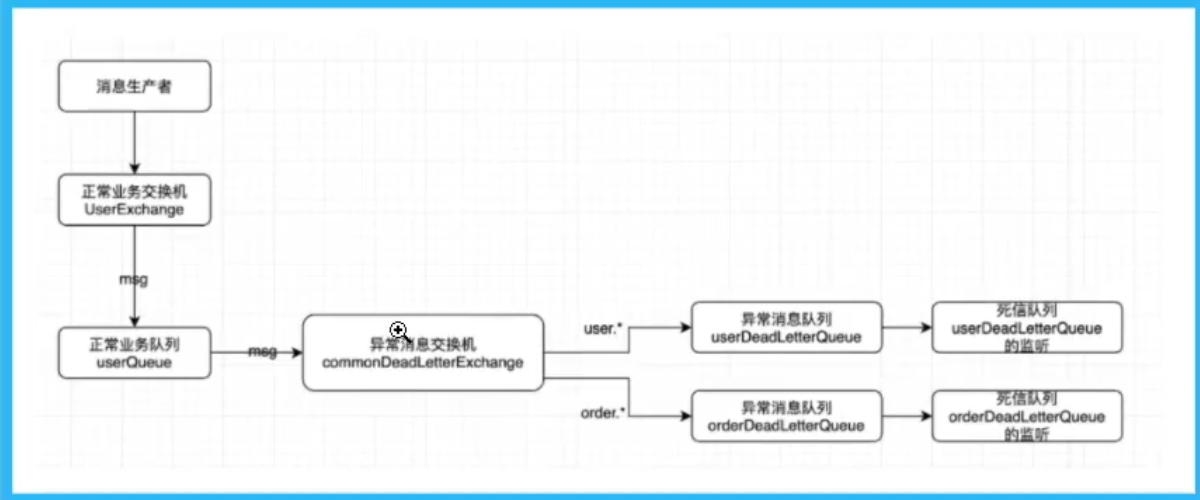 消息生产者
正常业务交换机
UserExchange
msg
正常业务队列
userQueue
msg
异常消息交换机
commonDeadLetterExchange
user.*
异常消息队列
userDeadLetterQueue
死信队列
userDeadLetterQueue
的监听
order.*
异常消息队列
orderDeadLetterQueue
死信队列
orderDeadLetterQueue
的监听